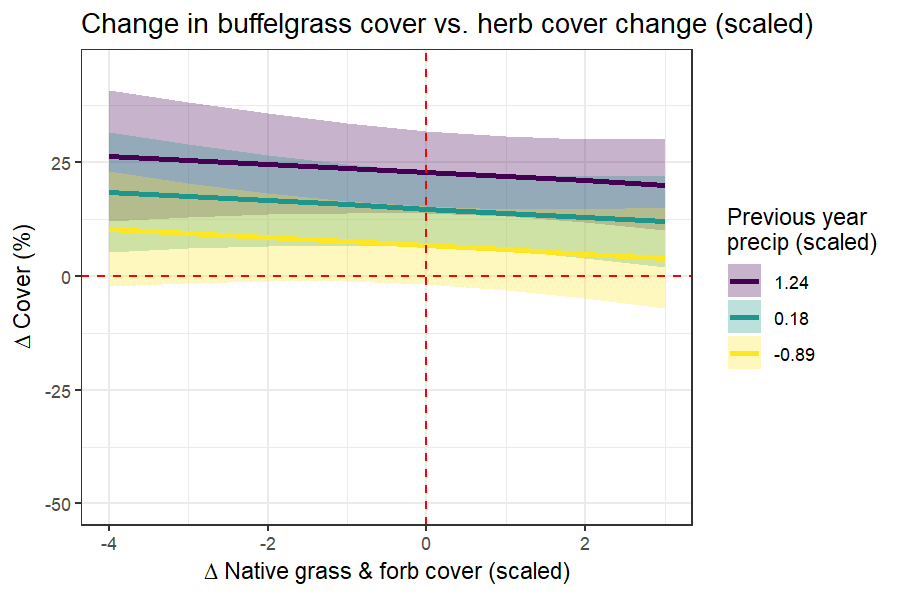 Change in buffelgrass cover vs. herb cover change (scaled)
Δ Cover (%)
25
0
-25
-50
-4
-2
0
2
Δ Native grass & forb cover (scaled)
Previous year
precip (scaled)
1.24
0.18
-0.89